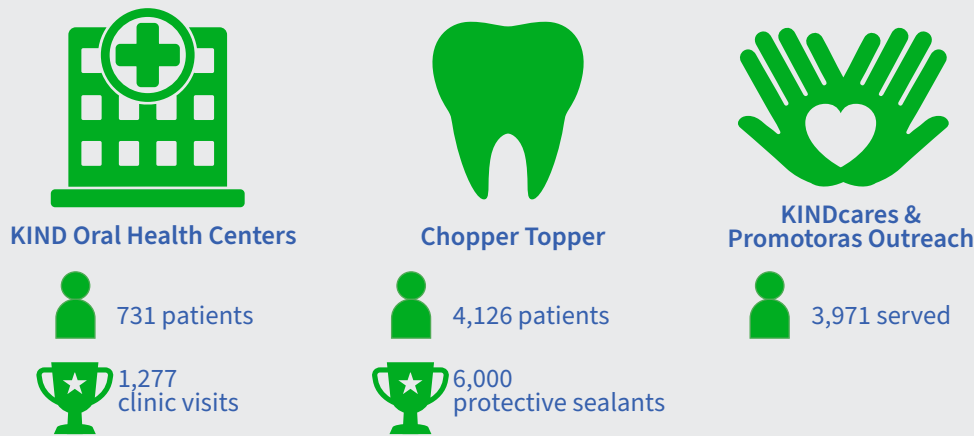 KIND Oral Health Centers
731 patients
1,277
clinic visits
Chopper Topper
4,126 patients
6,000
protective sealants
KINDcares &
Promotoras Outreach
3,971 served